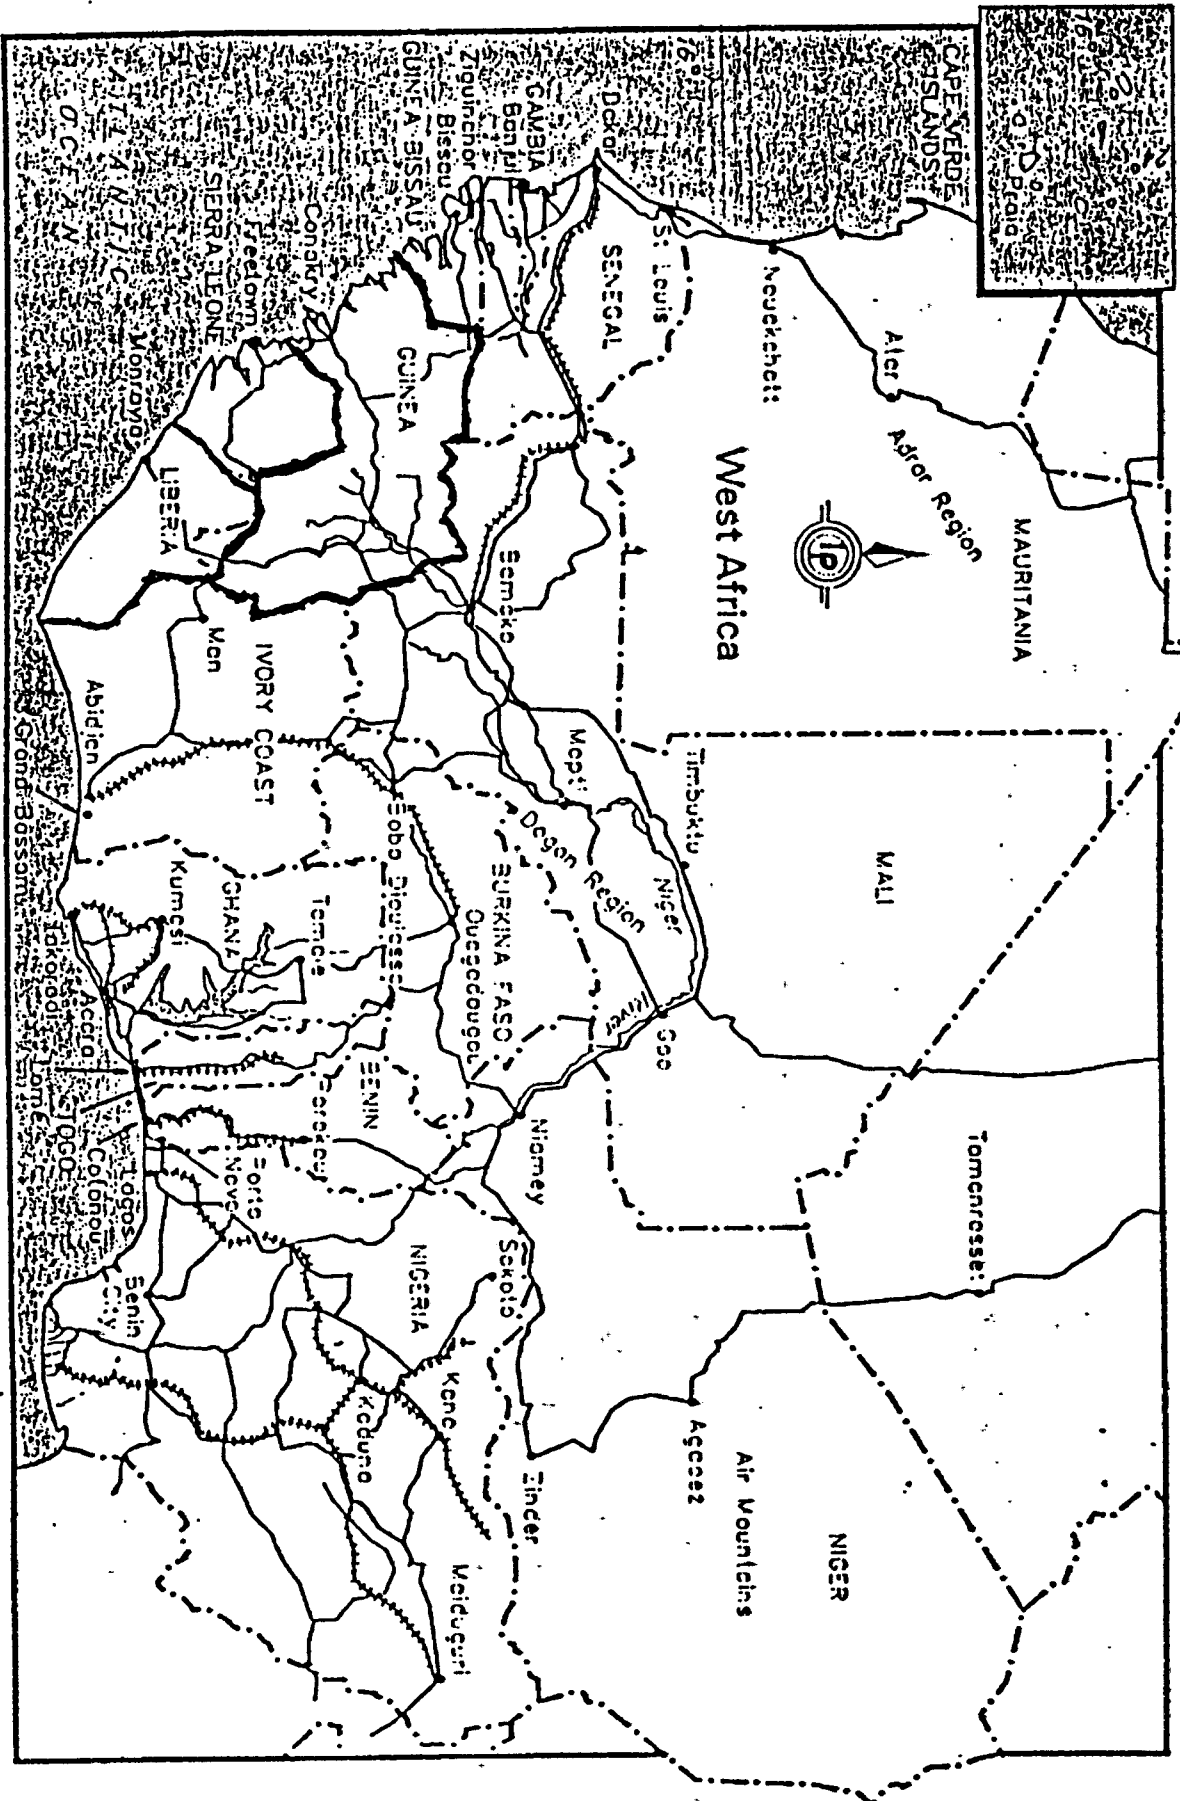 CAPE VERDE
ISLANDS
Praia
16°
Nouakchott
Atar
Adrar Region
MAURITANIA
West Africa
Dakar
St Louis
SENEGAL
GAMBIA
Banjul
Ziguinchor
Bissau
GUINEA BISSAU
GUINEA
Conakry
Freetown
SIERRA LEONE
Monrovia
LIBERIA
ATLANTIC
OCEAN
Bamako
Mopti
Timbuktu
MALI
Niger
River
Gao
Dogon Region
BURKINA FASO
Ouagadougou
Bobo Dioulasso
Man
IVORY COAST
Abidjan
Grand Bassam
Kumasi
GHANA
Tamale
Takoradi
Accra
Lome
TOGO
Cotonou
Lagos
Porto
Novo
Parakou
BENIN
Niamey
Tamanrasset
Sokoto
NIGERIA
Benin
City
Kano
Kaduna
Zinder
Agadez
Air Mountains
NIGER
Maiduguri